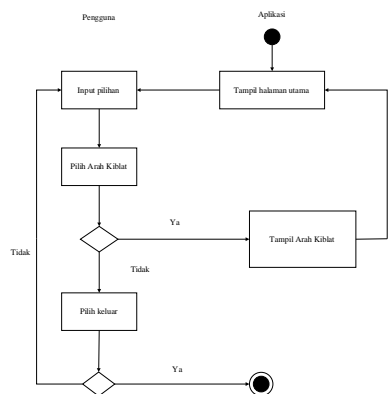 Pengguna
Aplikasi
Input pilihan
Tampil halaman utama
Pilih Arah Kiblat
Ya
Tampil Arah Kiblat
Tidak
Tidak
Pilih keluar
Ya